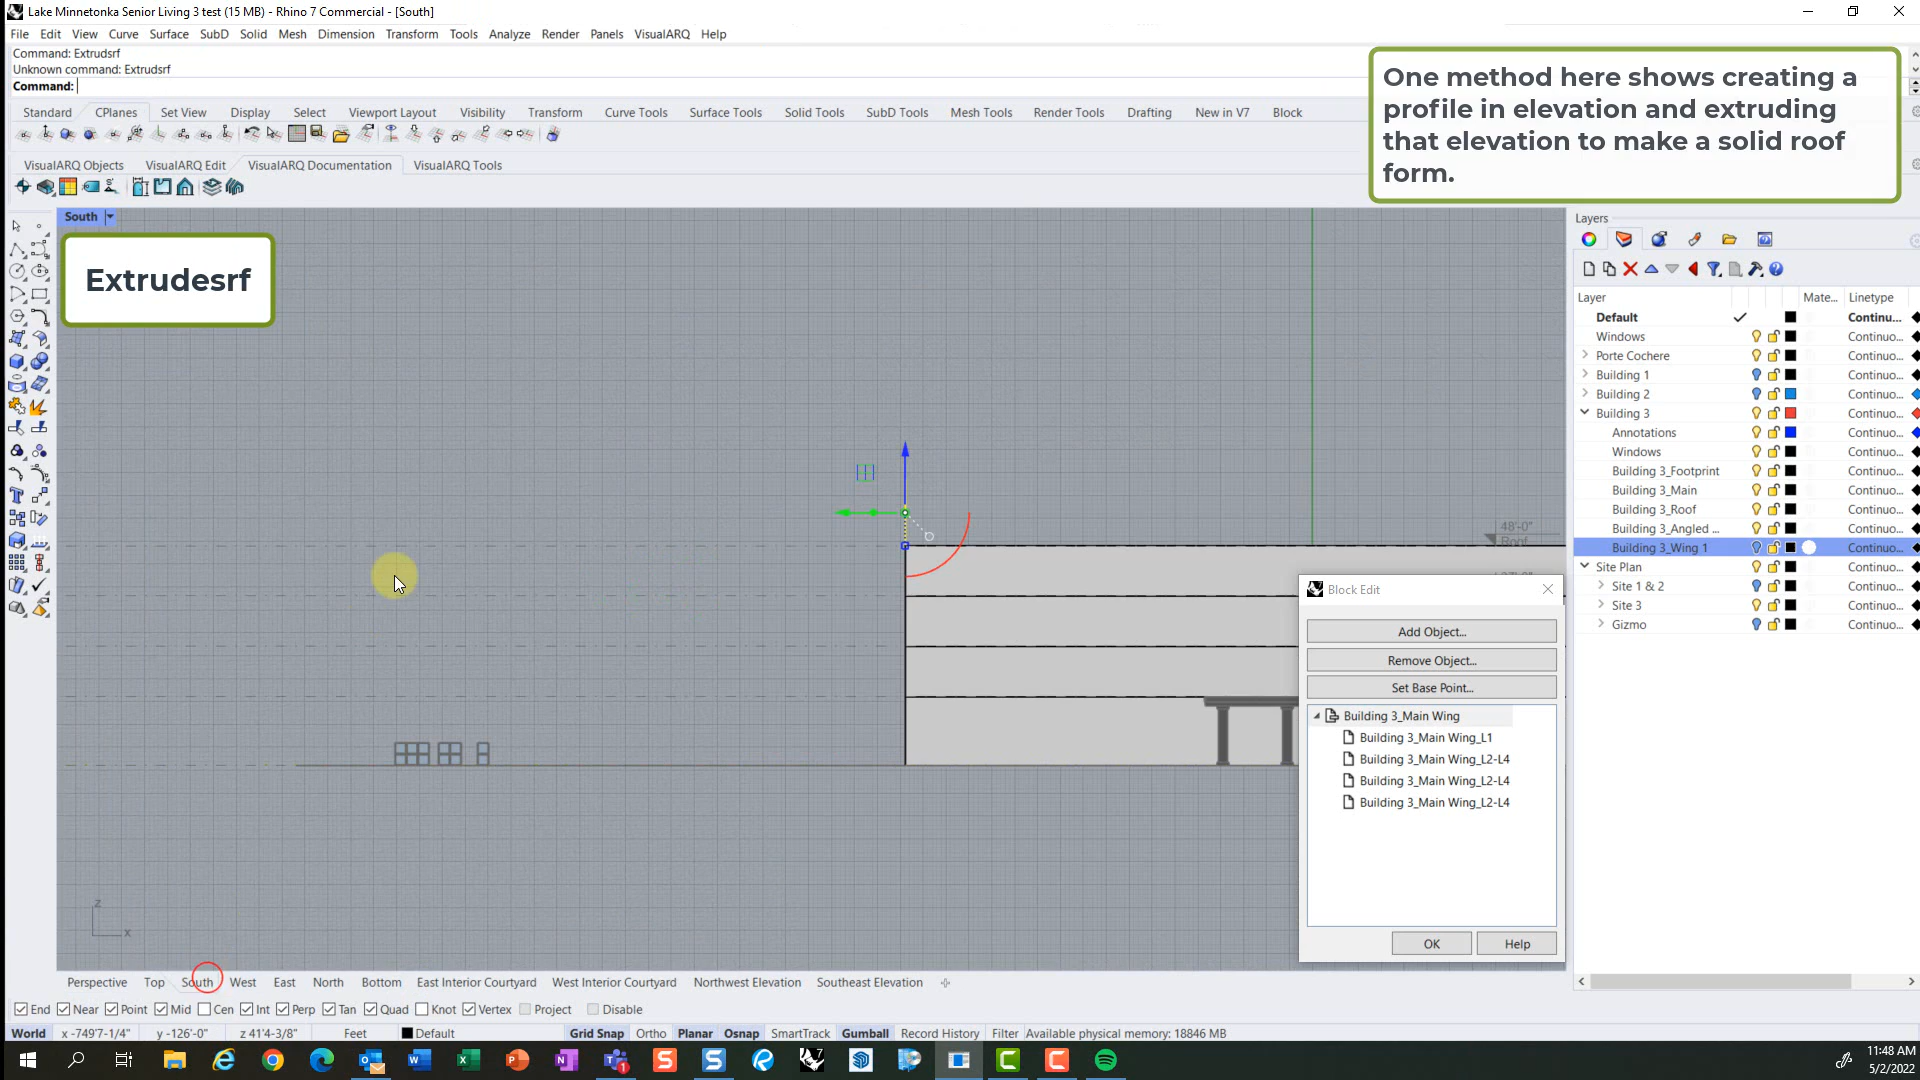 Lake Minnetonka Senior Living 3 test (15 MB) - Rhino 7 Commercial - [South]
File Edit View Curve Surface SubD Solid Mesh Dimension Transform Tools Analyze Render Panels VisualARQ Help
Command: Extrudsrf
Unknown command: Extrudsrf
Command:
One method here shows creating a
profile in elevation and extruding
that elevation to make a solid roof
form.
Standard CPlanes Set View Display Select Viewport Layout Visibility Transform Curve Tools Surface Tools Solid Tools SubD Tools Mesh Tools Render Tools Drafting New in V7 Block
VisualARQ Objects VisualARQ Edit VisualARQ Documentation VisualARQ Tools
South
Extrudesrf
48'-0"
Roof
z
x
Layers
Layer Mate... Linetype
Default Continu...
Windows Continuo...
Porte Cochere Continuo...
Building 1 Continuo...
Building 2 Continuo...
Building 3 Continuo...
Annotations Continuo...
Windows Continuo...
Building 3_Footprint Continuo...
Building 3_Main Continuo...
Building 3_Roof Continuo...
Building 3_Angled ... Continuo...
Building 3_Wing 1 Continuo...
Site Plan Continuo...
Site 1 & 2 Continuo...
Site 3 Continuo...
Gizmo Continuo...
Block Edit
Add Object...
Remove Object...
Set Base Point...
Building 3_Main Wing
Building 3_Main Wing_L1
Building 3_Main Wing_L2-L4
Building 3_Main Wing_L2-L4
Building 3_Main Wing_L2-L4
OK Help
Perspective Top South West East North Bottom East Interior Courtyard West Interior Courtyard Northwest Elevation Southeast Elevation
End Near Point Mid Cen Int Perp Tan Quad Knot Vertex Project Disable
World x -749'7-1/4" y -126'-0" z 41'4-3/8" Feet Default Grid Snap Ortho Planar Osnap SmartTrack Gumball Record History Filter Available physical memory: 18846 MB
11:48 AM
5/2/2022